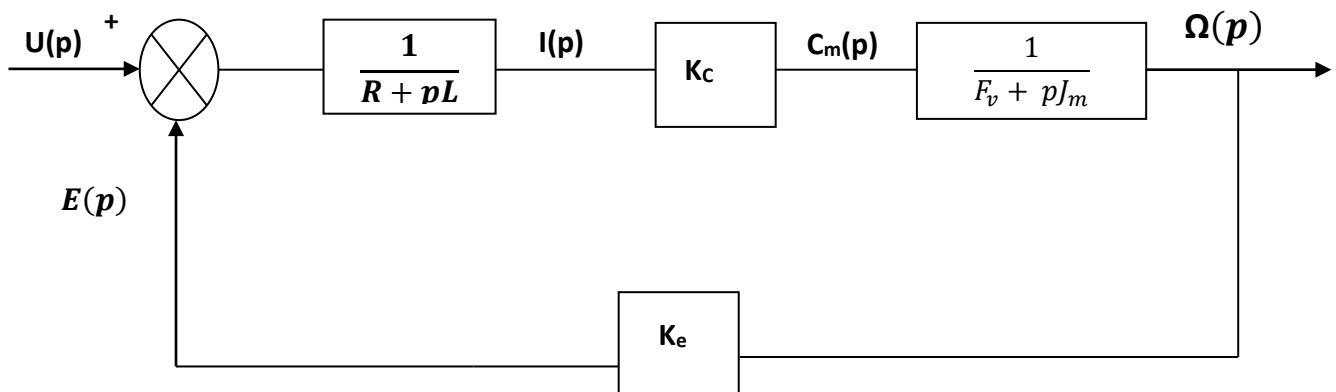 U(p) + 1 / R + pL I(p) K_C C_m(p) 1 / F_v + pJ_m Ω(p)
E(p)
K_e